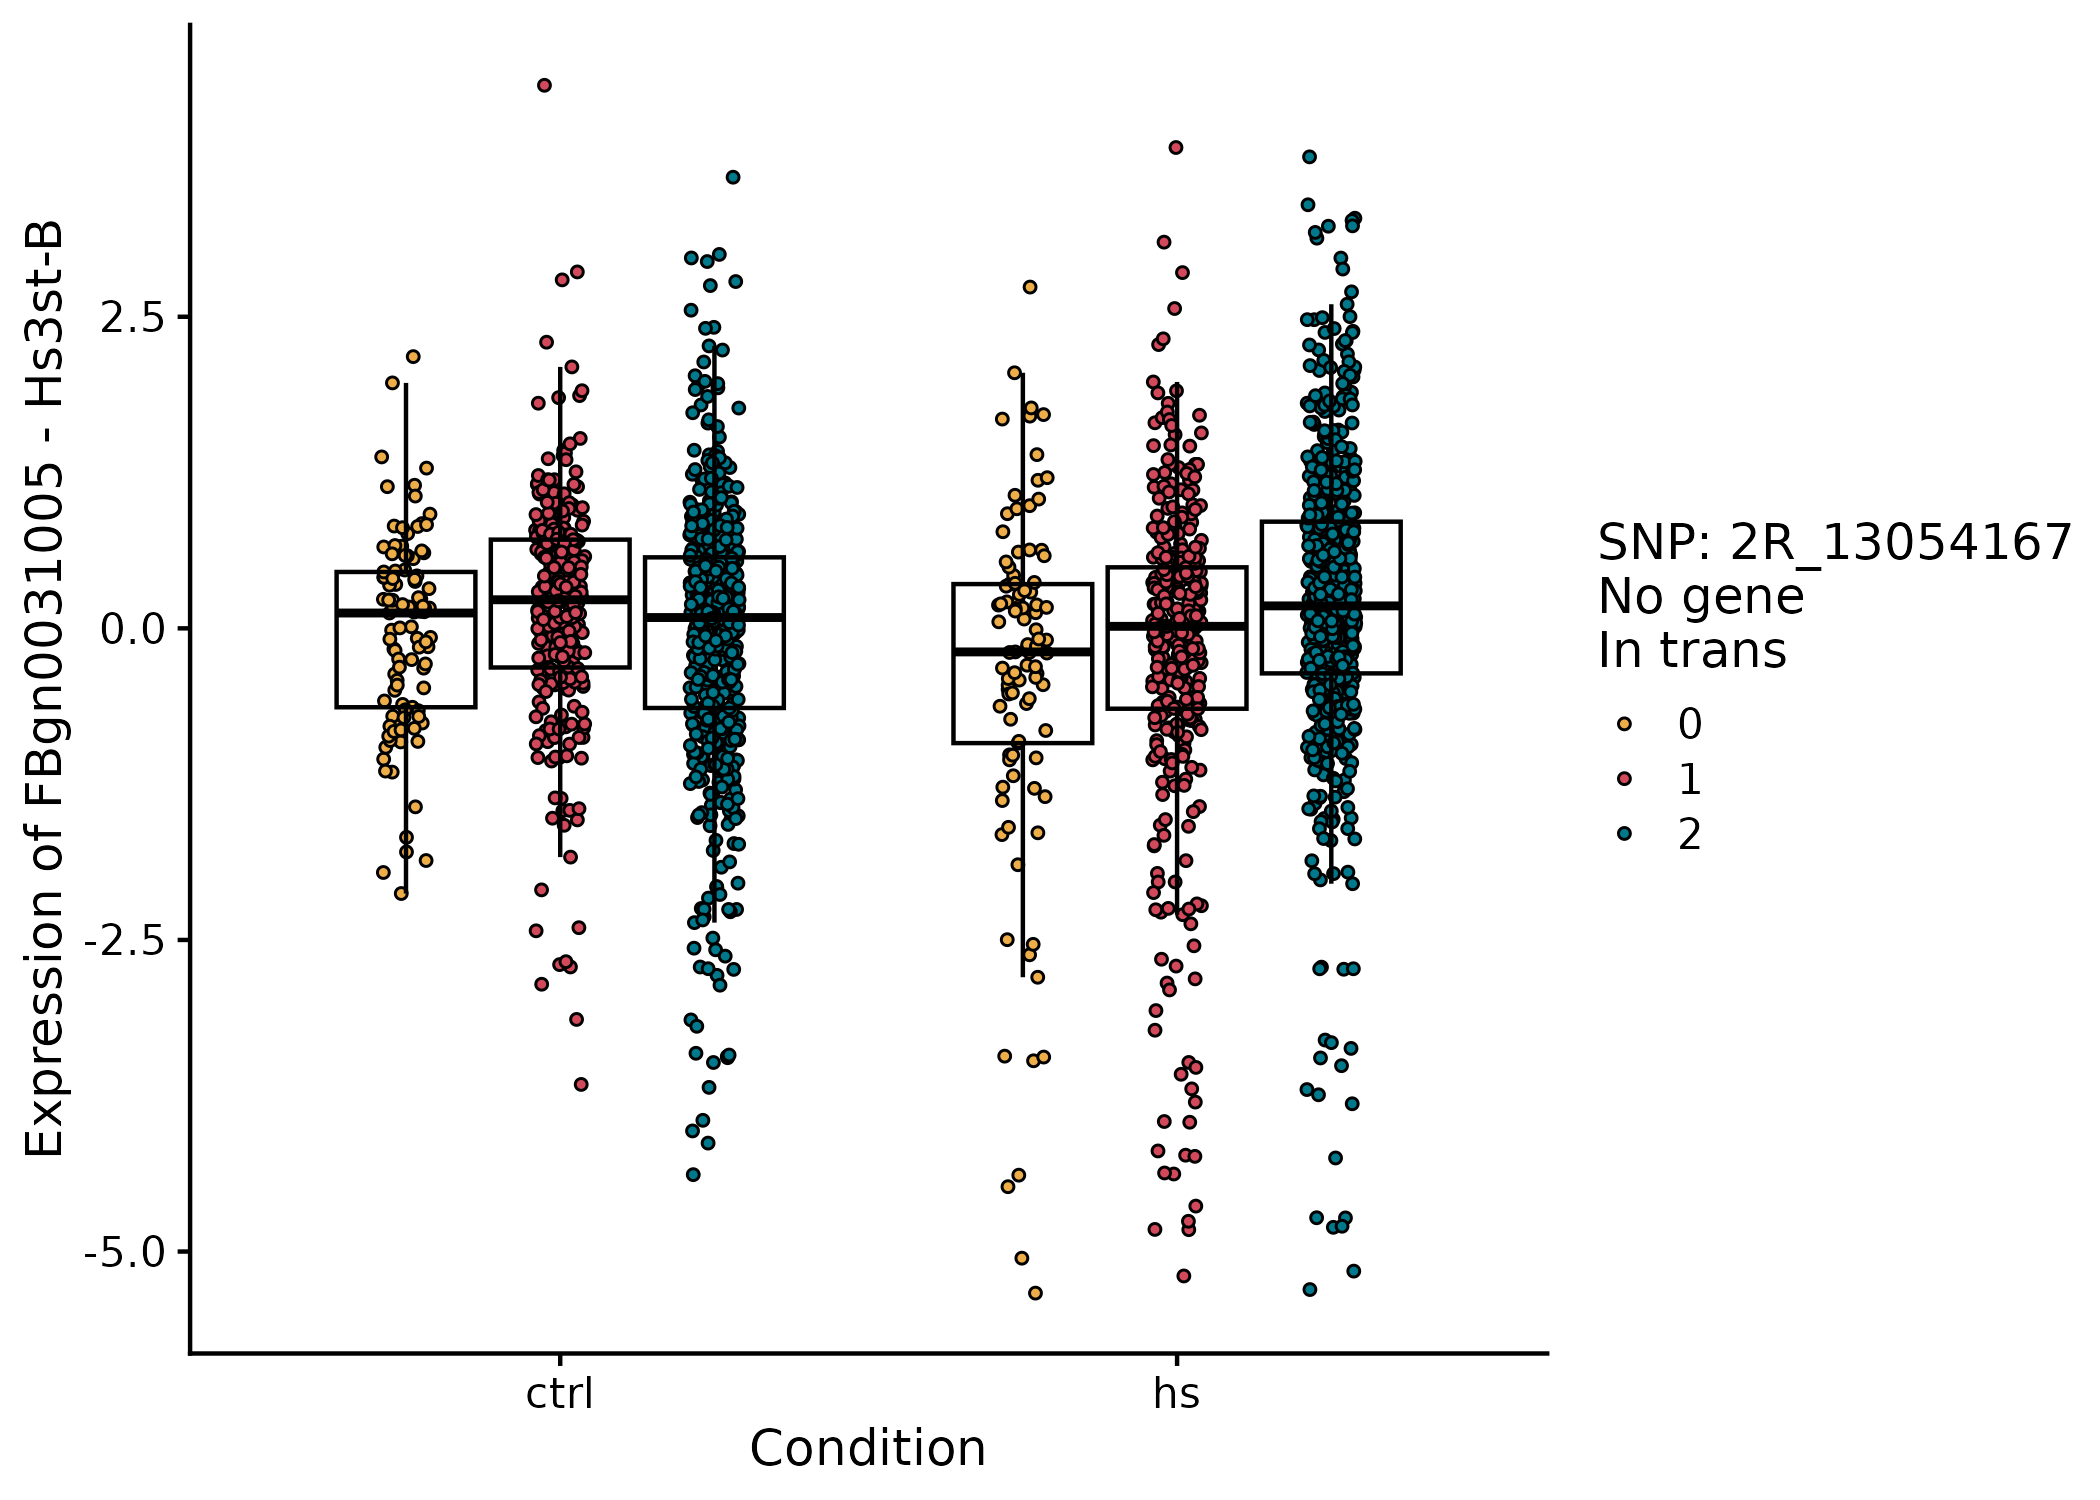 Expression of FBgn0031005 - Hs3st-B
2.5
0.0
-2.5
-5.0
ctrl
hs
Condition
SNP: 2R_13054167
No gene
In trans
0
1
2